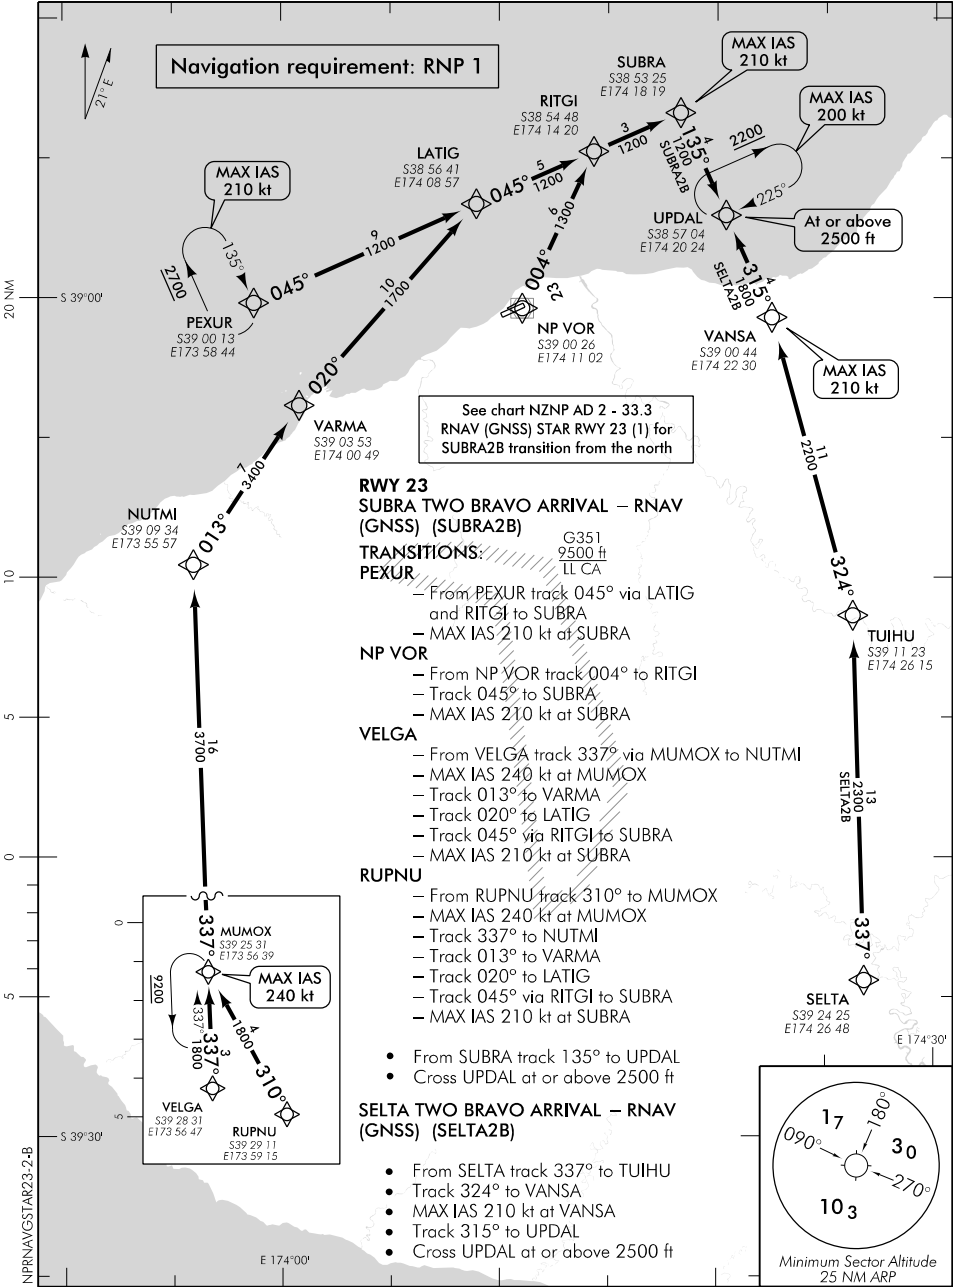 Navigation requirement: RNP 1
21° E
MAX IAS
210 kt
SUBRA
S38 53 25
E174 18 19
RITGI
S38 54 48
E174 14 20
MAX IAS
200 kt
2200
225°
LATIG
S38 56 41
E174 08 57
MAX IAS
210 kt
135°
2700
045°
9
1200
045°
5
1200
3
1200
135°
4
1200
SUBRA2B
UPDAL
S38 57 04
E174 20 24
At or above
2500 ft
PEXUR
S39 00 13
E173 58 44
S 39°00'
20 NM
10
1700
6
1300
004°
23
NP VOR
S39 00 26
E174 11 02
315°
4
1800
SELTA2B
VANSA
S39 00 44
E174 22 30
MAX IAS
210 kt
020°
VARMA
S39 03 53
E174 00 49
See chart NZNP AD 2 - 33.3
RNAV (GNSS) STAR RWY 23 (1) for
SUBRA2B transition from the north
7
3400
013°
NUTMI
S39 09 34
E173 55 57
11
2200
324°
TUIHU
S39 11 23
E174 26 15
RWY 23
SUBRA TWO BRAVO ARRIVAL – RNAV
(GNSS) (SUBRA2B)
G351
9500 ft
LL CA
TRANSITIONS:
PEXUR
– From PEXUR track 045° via LATIG
and RITGI to SUBRA
– MAX IAS 210 kt at SUBRA
NP VOR
– From NP VOR track 004° to RITGI
– Track 045° to SUBRA
– MAX IAS 210 kt at SUBRA
VELGA
– From VELGA track 337° via MUMOX to NUTMI
– MAX IAS 240 kt at MUMOX
– Track 013° to VARMA
– Track 020° to LATIG
– Track 045° via RITGI to SUBRA
– MAX IAS 210 kt at SUBRA
RUPNU
– From RUPNU track 310° to MUMOX
– MAX IAS 240 kt at MUMOX
– Track 337° to NUTMI
– Track 013° to VARMA
– Track 020° to LATIG
– Track 045° via RITGI to SUBRA
– MAX IAS 210 kt at SUBRA
• From SUBRA track 135° to UPDAL
• Cross UPDAL at or above 2500 ft
SELTA TWO BRAVO ARRIVAL – RNAV
(GNSS) (SELTA2B)
• From SELTA track 337° to TUIHU
• Track 324° to VANSA
• MAX IAS 210 kt at VANSA
• Track 315° to UPDAL
• Cross UPDAL at or above 2500 ft
10
5
0
5
16
3700
13
2300
SELTA2B
337°
SELTA
S39 24 25
E174 26 48
E 174°30'
0
5
337°
MUMOX
S39 25 31
E173 56 39
MAX IAS
240 kt
9200
337°
3
1800
337°
4
1800
310°
VELGA
S39 28 31
E173 56 47
RUPNU
S39 29 11
E173 59 15
S 39°30'
E 174°00'
NPRNAVGSTAR23-2-B
17
180°
090°
30
270°
103
Minimum Sector Altitude
25 NM ARP